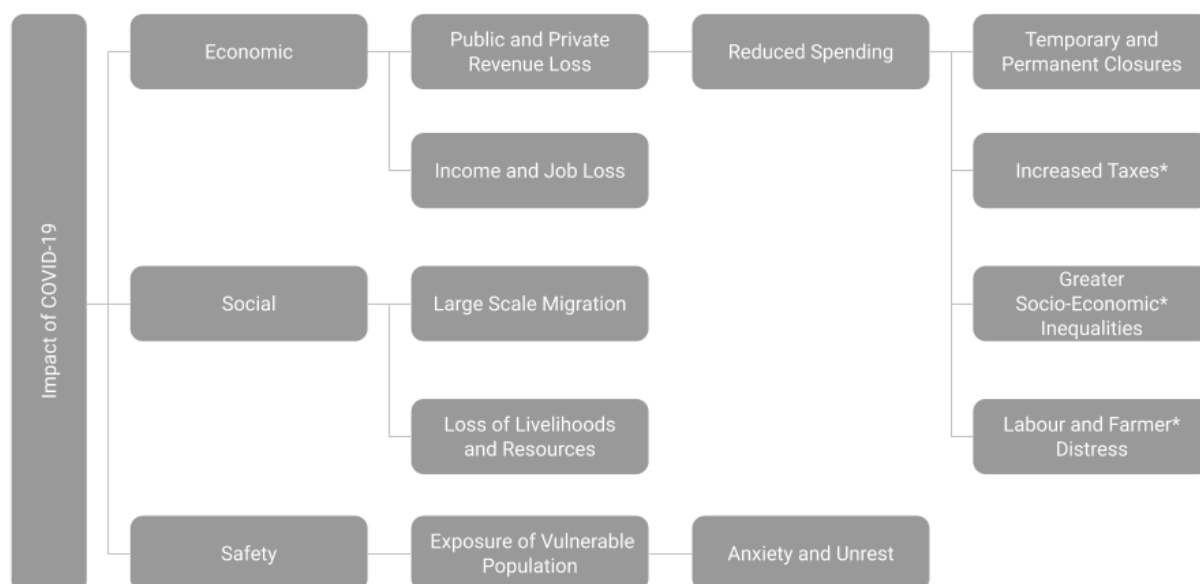 Impact of COVID-19
Economic
Public and Private
Revenue Loss
Reduced Spending
Temporary and
Permanent Closures
Income and Job Loss
Increased Taxes*
Social
Large Scale Migration
Greater
Socio-Economic*
Inequalities
Loss of Livelihoods
and Resources
Labour and Farmer*
Distress
Safety
Exposure of Vulnerable
Population
Anxiety and Unrest